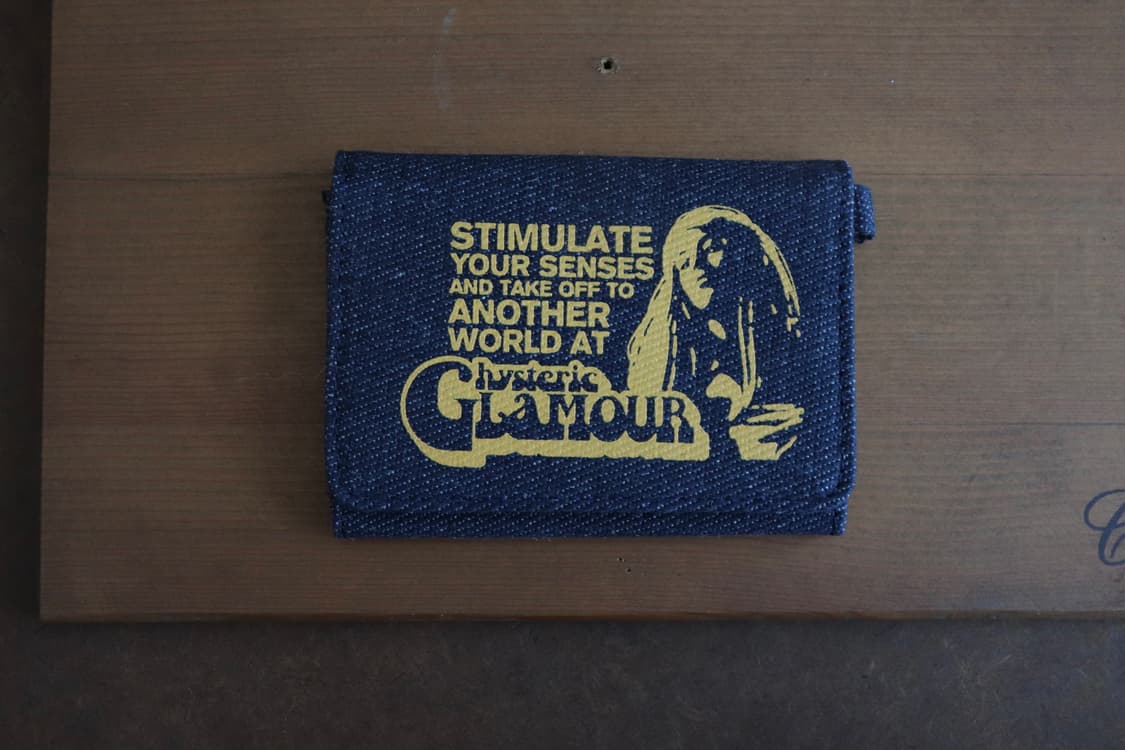 STIMULATE
YOUR SENSES
AND TAKE OFF TO
ANOTHER
WORLD AT
hysteric
GLAMOUR